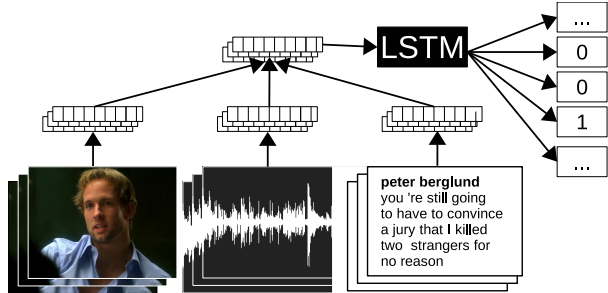 ...
LSTM
0
0
1
...
peter berglund
you 're still going
to have to convince
a jury that I killed
two strangers for
no reason